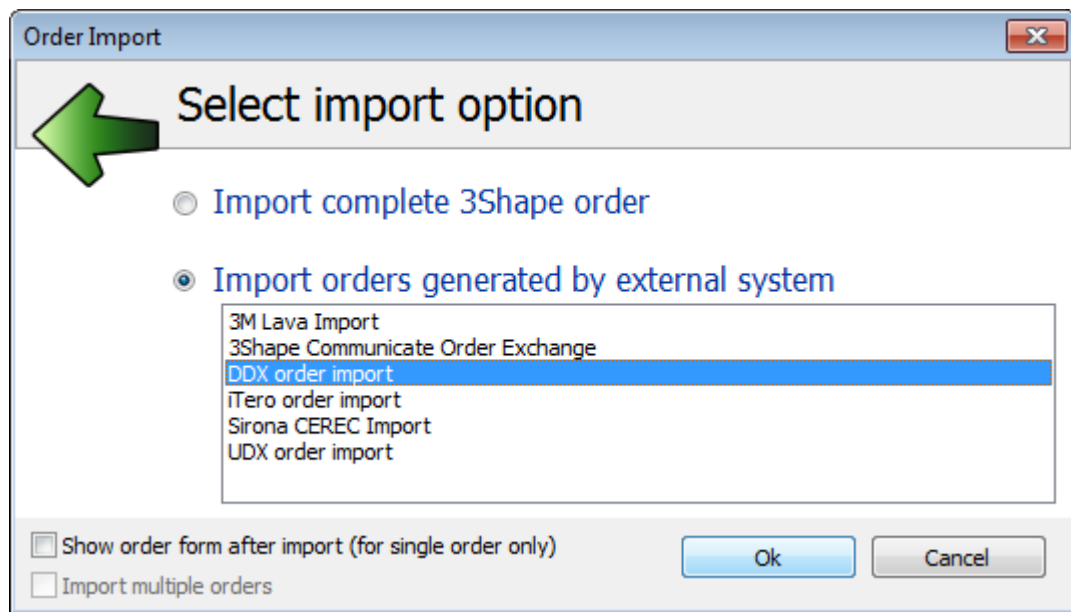 Order Import
Select import option
Import complete 3Shape order
Import orders generated by external system
3M Lava Import
3Shape Communicate Order Exchange
DDX order import
iTero order import
Sirona CEREC Import
UDX order import
Show order form after import (for single order only)
Ok
Cancel
Import multiple orders